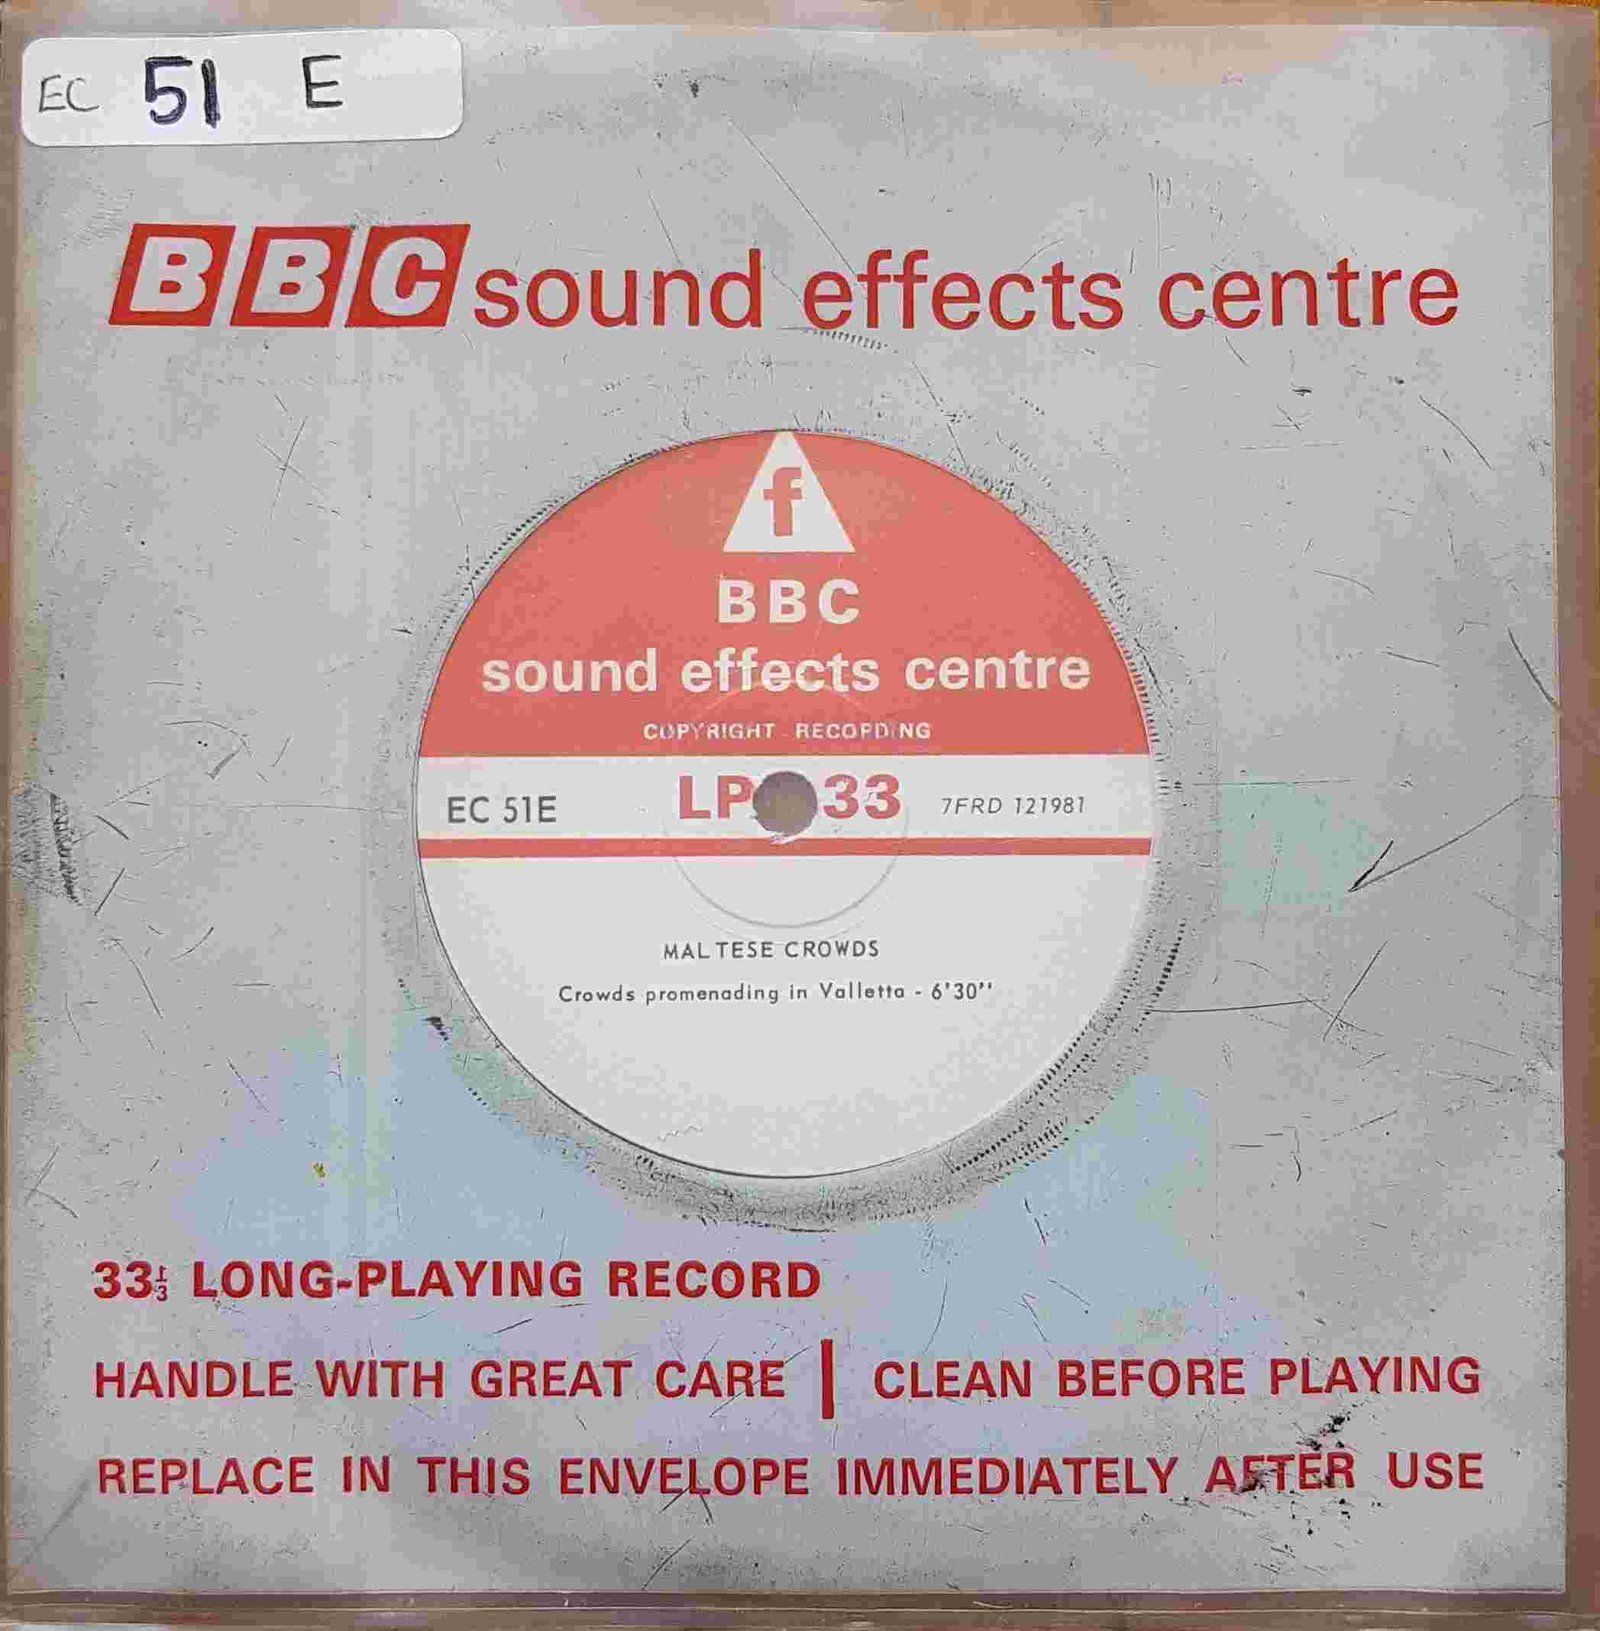 EC 51 E
BBC sound effects centre
f
BBC
sound effects centre
COPYRIGHT RECORDING
EC 51E LP 33 7FRD 121981
MALTESE CROWDS
Crowds promenading in Valletta - 6'30''
33⅓ LONG-PLAYING RECORD
HANDLE WITH GREAT CARE | CLEAN BEFORE PLAYING
REPLACE IN THIS ENVELOPE IMMEDIATELY AFTER USE